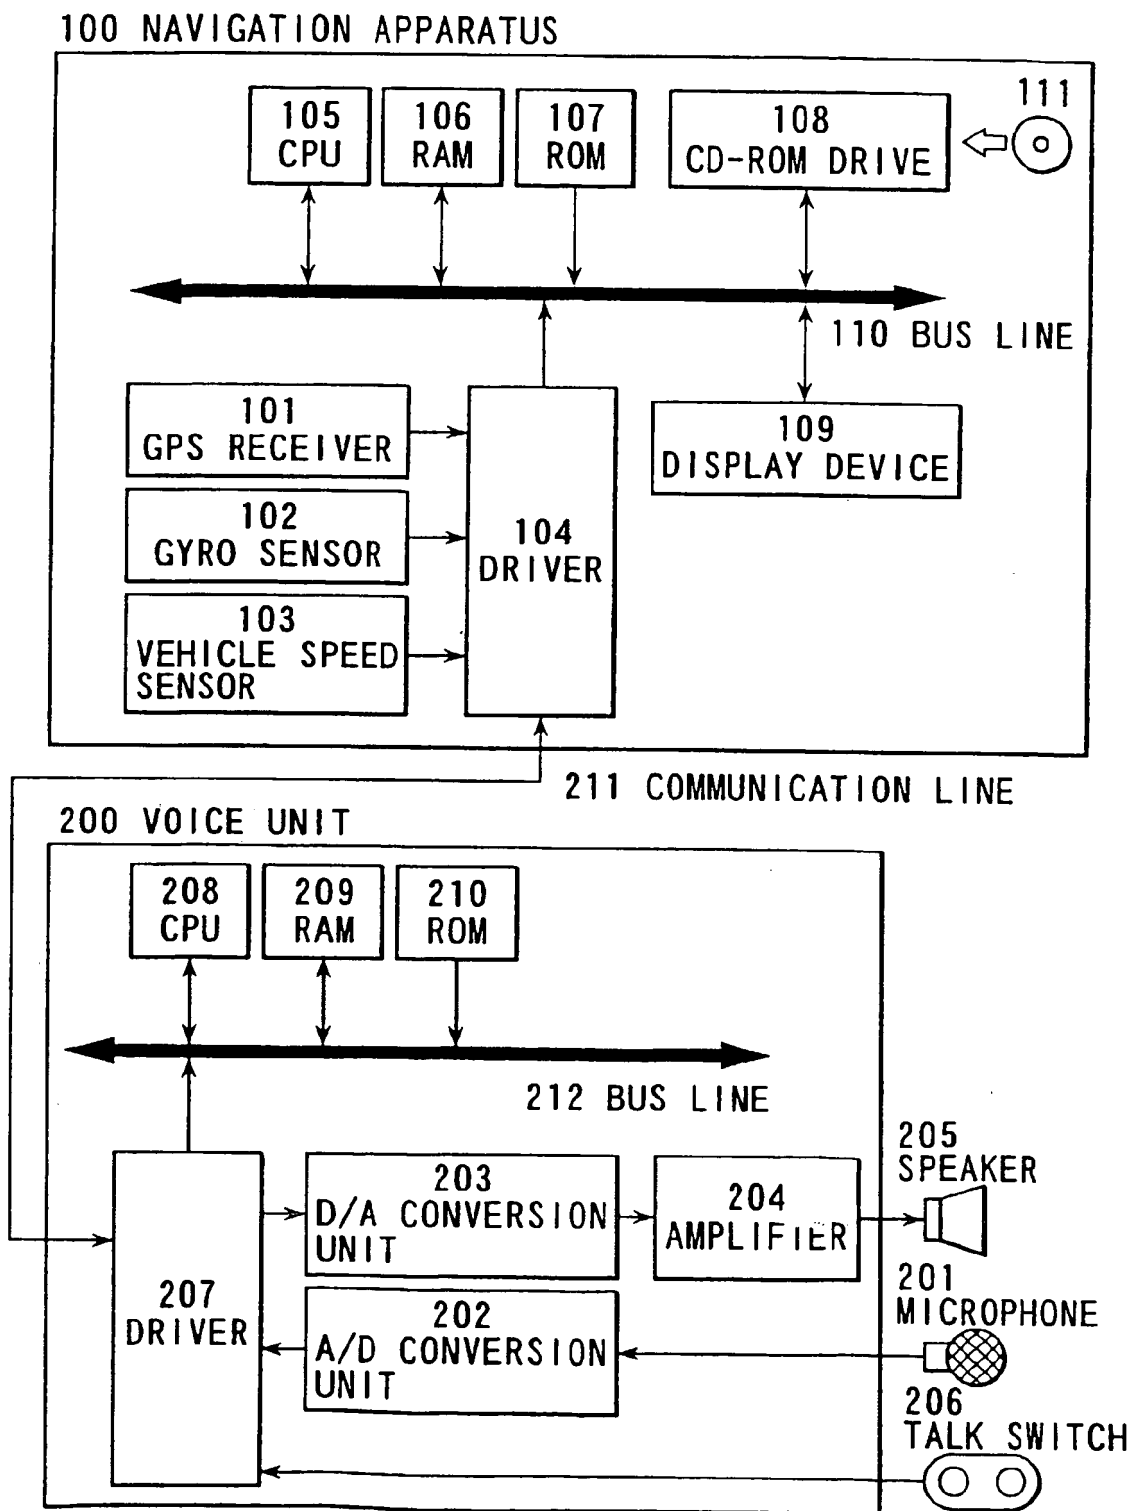 100 NAVIGATION APPARATUS
105
CPU
106
RAM
107
ROM
108
CD-ROM DRIVE
111
110 BUS LINE
101
GPS RECEIVER
102
GYRO SENSOR
103
VEHICLE SPEED
SENSOR
104
DRIVER
109
DISPLAY DEVICE
211 COMMUNICATION LINE
200 VOICE UNIT
208
CPU
209
RAM
210
ROM
212 BUS LINE
207
DRIVER
203
D/A CONVERSION
UNIT
204
AMPLIFIER
205
SPEAKER
202
A/D CONVERSION
UNIT
201
MICROPHONE
206
TALK SWITCH